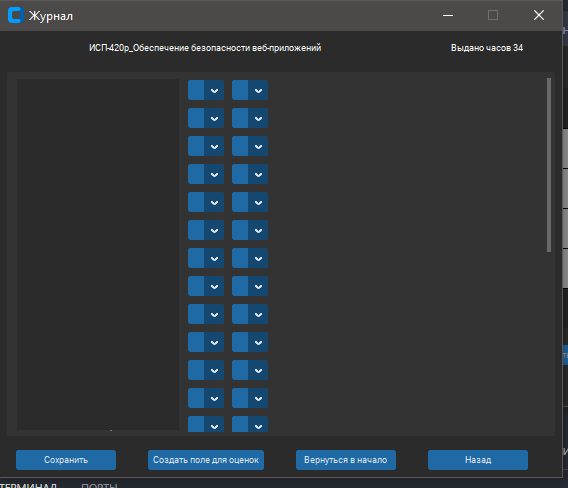 Журнал
ИСП-420р_Обеспечение безопасности веб-приложений
Выдано часов 34
Сохранить
Создать поле для оценок
Вернуться в начало
Назад
ТЕРМИНАЛ
ПОРТЫ